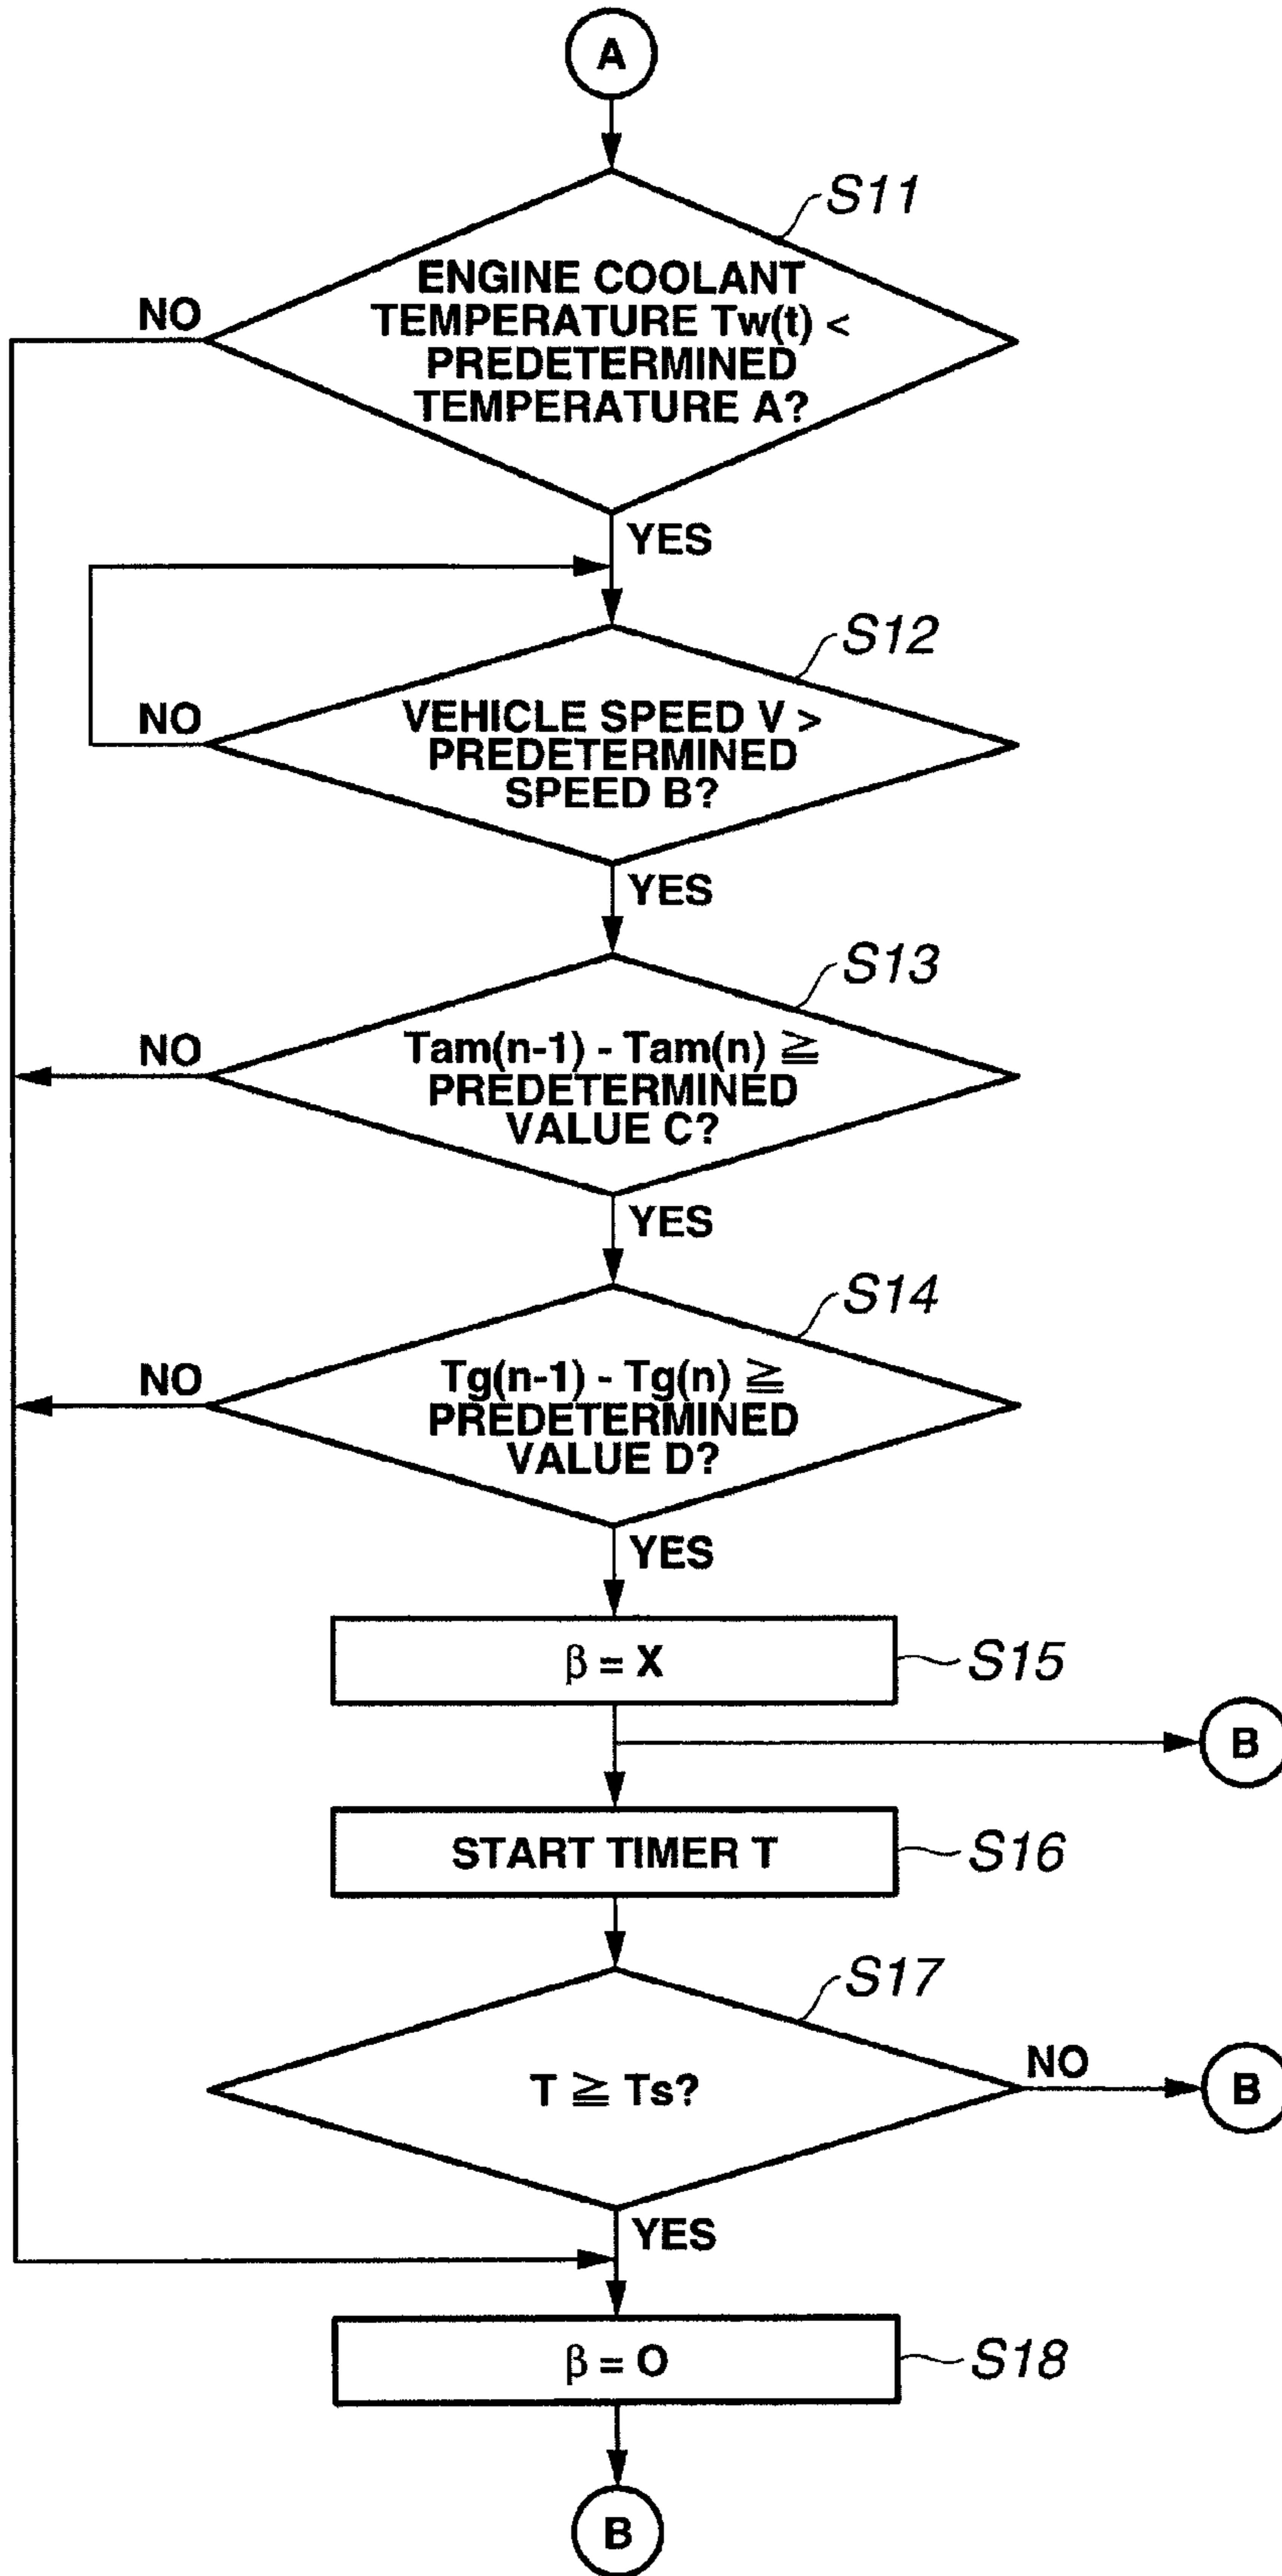 A
S11
ENGINE COOLANT
TEMPERATURE Tw(t) <
PREDETERMINED
TEMPERATURE A?
NO
YES
S12
VEHICLE SPEED V >
PREDETERMINED
SPEED B?
NO
YES
S13
Tam(n-1) - Tam(n) ≧
PREDETERMINED
VALUE C?
NO
YES
S14
Tg(n-1) - Tg(n) ≧
PREDETERMINED
VALUE D?
NO
YES
β = X
S15
B
START TIMER T
S16
S17
T ≧ Ts?
NO
B
YES
β = O
S18
B